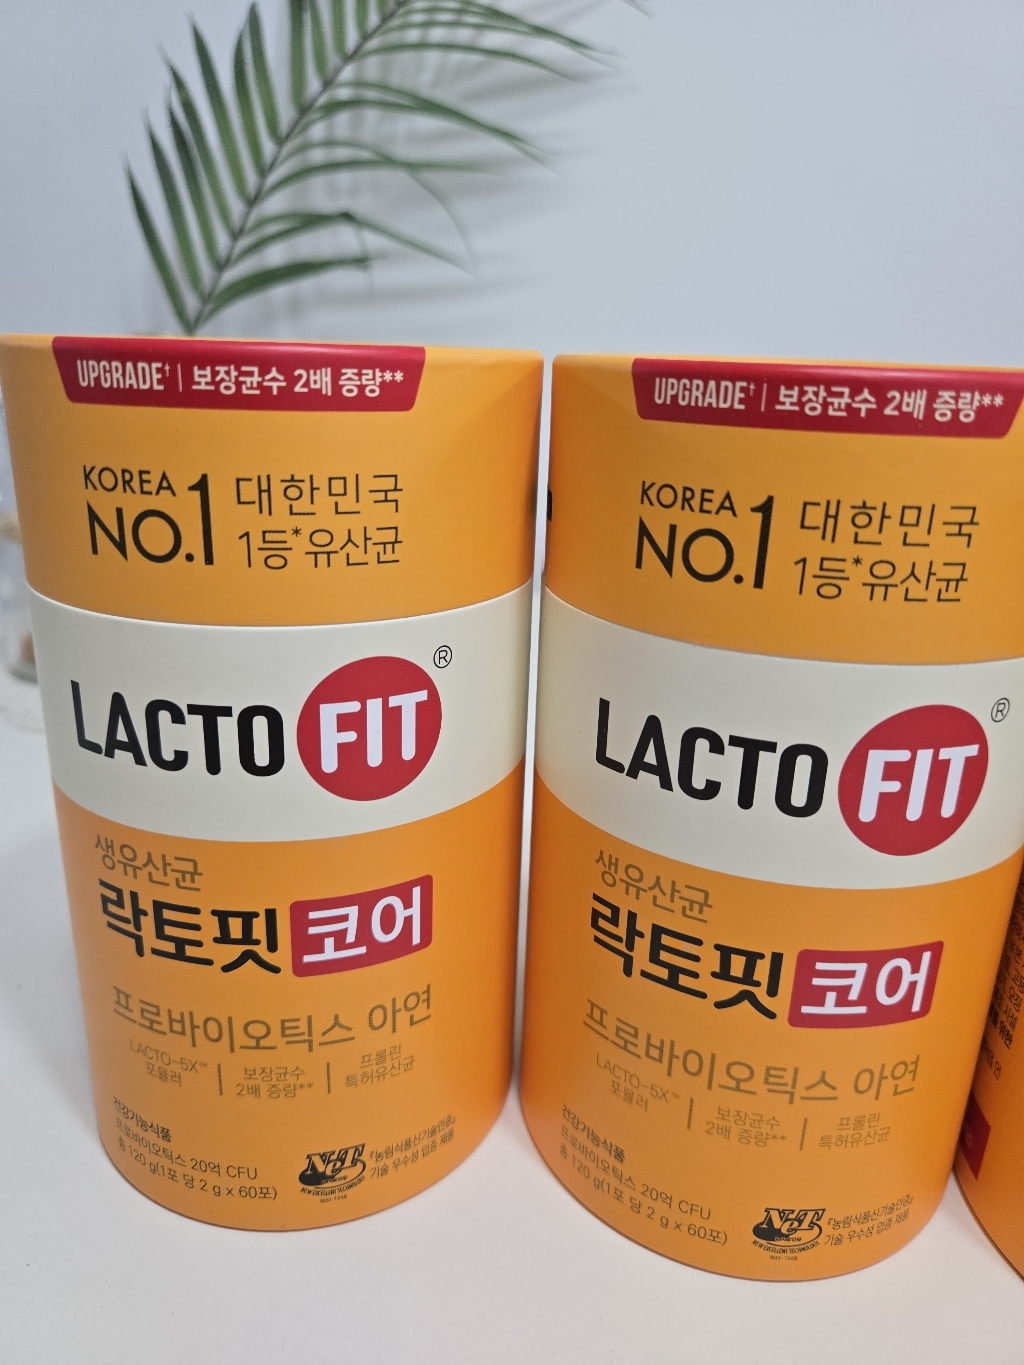 UPGRADE† | 보장균수 2배 증량**
KOREA
NO.1
대한민국
1등*유산균
LACTO FIT ®
생유산균
락토핏 코어
프로바이오틱스 아연
LACTO-5X™
포뮬러
보장균수
2배 증량**
프롤린
특허유산균
건강기능식품
프로바이오틱스 20억 CFU
총 120 g(1포 당 2 g x 60포)
NeT
NEW EXCELLENT TECHNOLOGY
『농림식품신기술인증』
기술 우수성 입증 제품
UPGRADE† | 보장균수 2배 증량**
KOREA
NO.1
대한민국
1등*유산균
LACTO FIT ®
생유산균
락토핏 코어
프로바이오틱스 아연
LACTO-5X™
포뮬러
보장균수
2배 증량**
프롤린
특허유산균
건강기능식품
프로바이오틱스 20억 CFU
총 120 g(1포 당 2 g x 60포)
NeT
NEW EXCELLENT TECHNOLOGY
『농림식품신기술인증』
기술 우수성 입증 제품